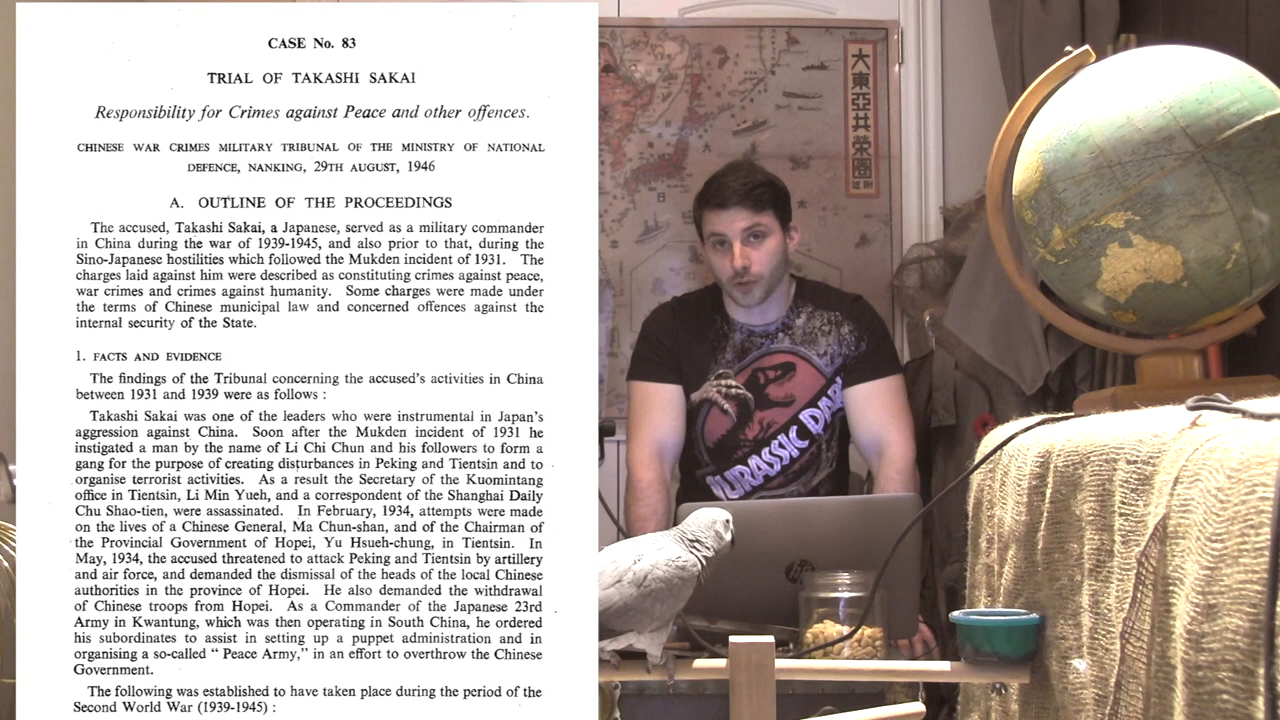 CASE No. 83
TRIAL OF TAKASHI SAKAI
Responsibility for Crimes against Peace and other offences.
CHINESE WAR CRIMES MILITARY TRIBUNAL OF THE MINISTRY OF NATIONAL
DEFENCE, NANKING, 29TH AUGUST, 1946
A. OUTLINE OF THE PROCEEDINGS
The accused, Takashi Sakai, a Japanese, served as a military commander
in China during the war of 1939-1945, and also prior to that, during the
Sino-Japanese hostilities which followed the Mukden incident of 1931. The
charges laid against him were described as constituting crimes against peace,
war crimes and crimes against humanity. Some charges were made under
the terms of Chinese municipal law and concerned offences against the
internal security of the State.
1. FACTS AND EVIDENCE
The findings of the Tribunal concerning the accused's activities in China
between 1931 and 1939 were as follows :
Takashi Sakai was one of the leaders who were instrumental in Japan's
aggression against China. Soon after the Mukden incident of 1931 he
instigated a man by the name of Li Chi Chun and his followers to form a
gang for the purpose of creating disturbances in Peking and Tientsin and to
organise terrorist activities. As a result the Secretary of the Kuomintang
office in Tientsin, Li Min Yueh, and a correspondent of the Shanghai Daily
Chu Shao-tien, were assassinated. In February, 1934, attempts were made
on the lives of a Chinese General, Ma Chun-shan, and of the Chairman of
the Provincial Government of Hopei, Yu Hsueh-chung, in Tientsin. In
May, 1934, the accused threatened to attack Peking and Tientsin by artillery
and air force, and demanded the dismissal of the heads of the local Chinese
authorities in the province of Hopei. He also demanded the withdrawal
of Chinese troops from Hopei. As a Commander of the Japanese 23rd
Army in Kwantung, which was then operating in South China, he ordered
his subordinates to assist in setting up a puppet administration and in
organising a so-called “ Peace Army,” in an effort to overthrow the Chinese
Government.
The following was established to have taken place during the period of the
Second World War (1939-1945) :
大東亞共榮圏
JURASSIC PARK
hp